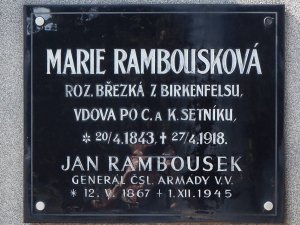 MARIE RAMBOUSKOVÁ
ROZ. BŘEZKÁ Z BIRKENFELSU,
VDOVA PO C. A K. SETNÍKU,
* 20/4.1843. + 27/4.1918.
JAN RAMBOUSEK
GENERÁL ČSL. ARMÁDY V.V.
* 12. V. 1867 + 1. XII. 1945